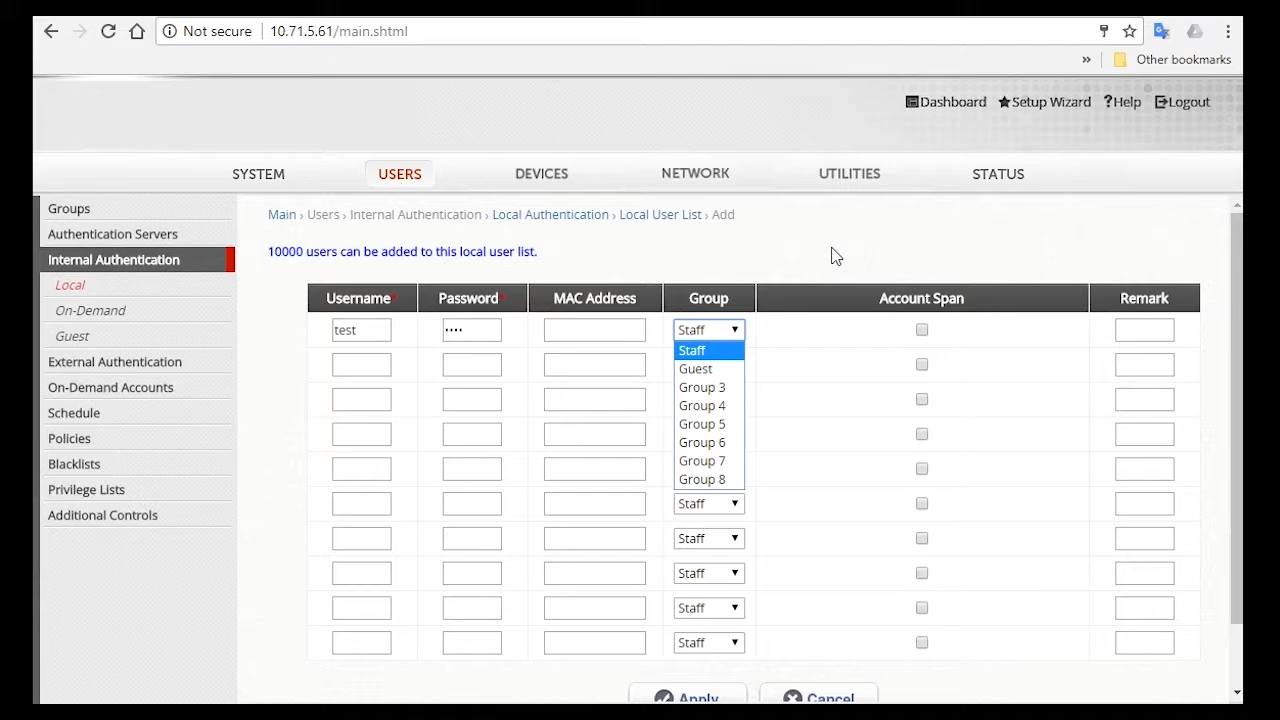 Not secure 10.71.5.61/main.shtml
» Other bookmarks
Dashboard Setup Wizard ?Help Logout
SYSTEM USERS DEVICES NETWORK UTILITIES STATUS
Groups
Authentication Servers
Internal Authentication
Local
On-Demand
Guest
External Authentication
On-Demand Accounts
Schedule
Policies
Blacklists
Privilege Lists
Additional Controls
Main › Users › Internal Authentication › Local Authentication › Local User List › Add
10000 users can be added to this local user list.
Username* Password* MAC Address Group Account Span Remark
test •••• Staff
Staff
Guest
Group 3
Group 4
Group 5
Group 6
Group 7
Group 8
Staff
Staff
Staff
Staff
Staff
Apply Cancel